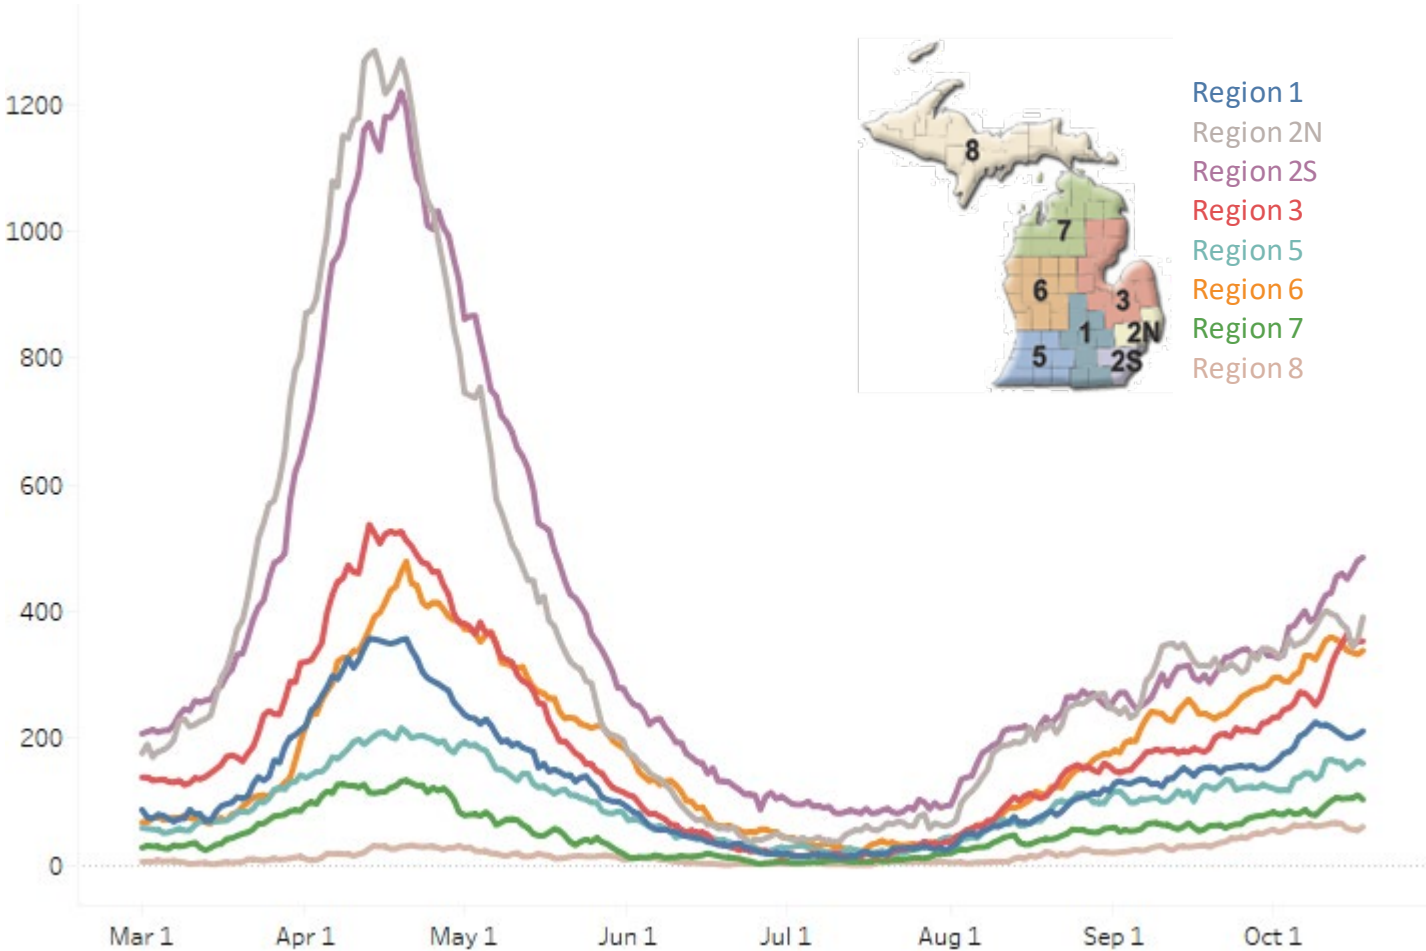 1200
1000
800
600
400
200
0
Mar 1
Apr 1
May 1
Jun 1
Jul 1
Aug 1
Sep 1
Oct 1
8
7
6
3
1
2N
5
2S
Region 1
Region 2N
Region 2S
Region 3
Region 5
Region 6
Region 7
Region 8